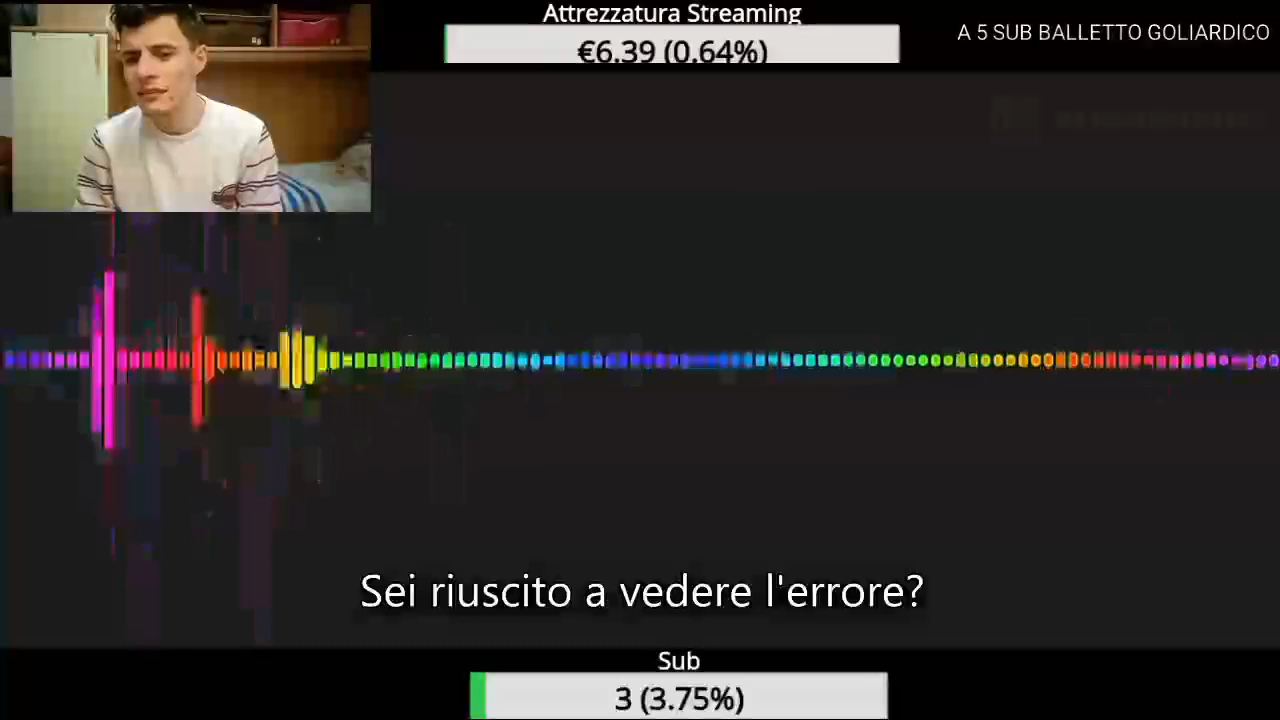 Attrezzatura Streaming
€6.39 (0.64%)
A 5 SUB BALLETTO GOLIARDICO
Sei riuscito a vedere l'errore?
Sub
3 (3.75%)